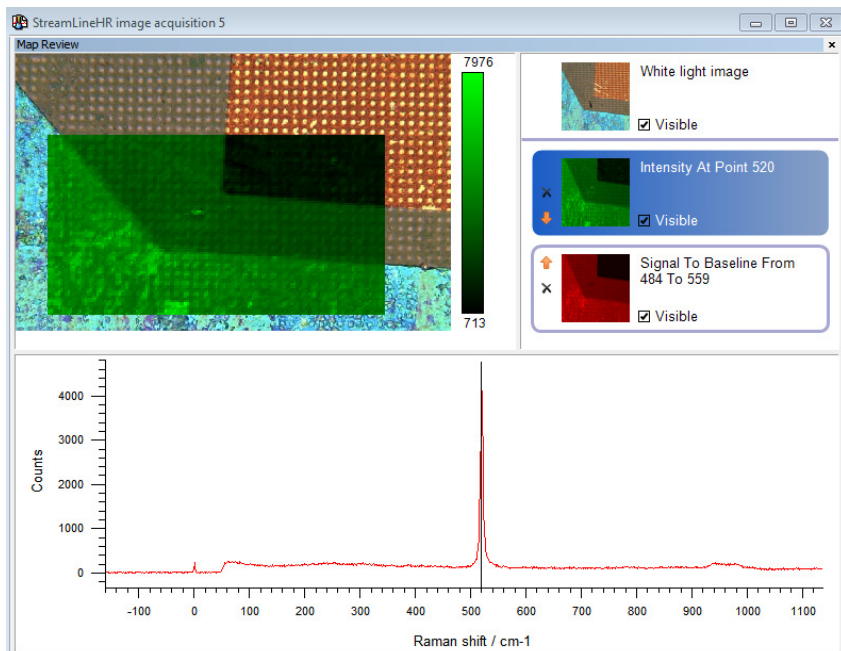 StreamLineHR image acquisition 5
Map Review
7976
713
White light image
Visible
Intensity At Point 520
Visible
Signal To Baseline From
484 To 559
Visible
Counts
4000
3000
2000
1000
0
-100 0 100 200 300 400 500 600 700 800 900 1000 1100
Raman shift / cm-1